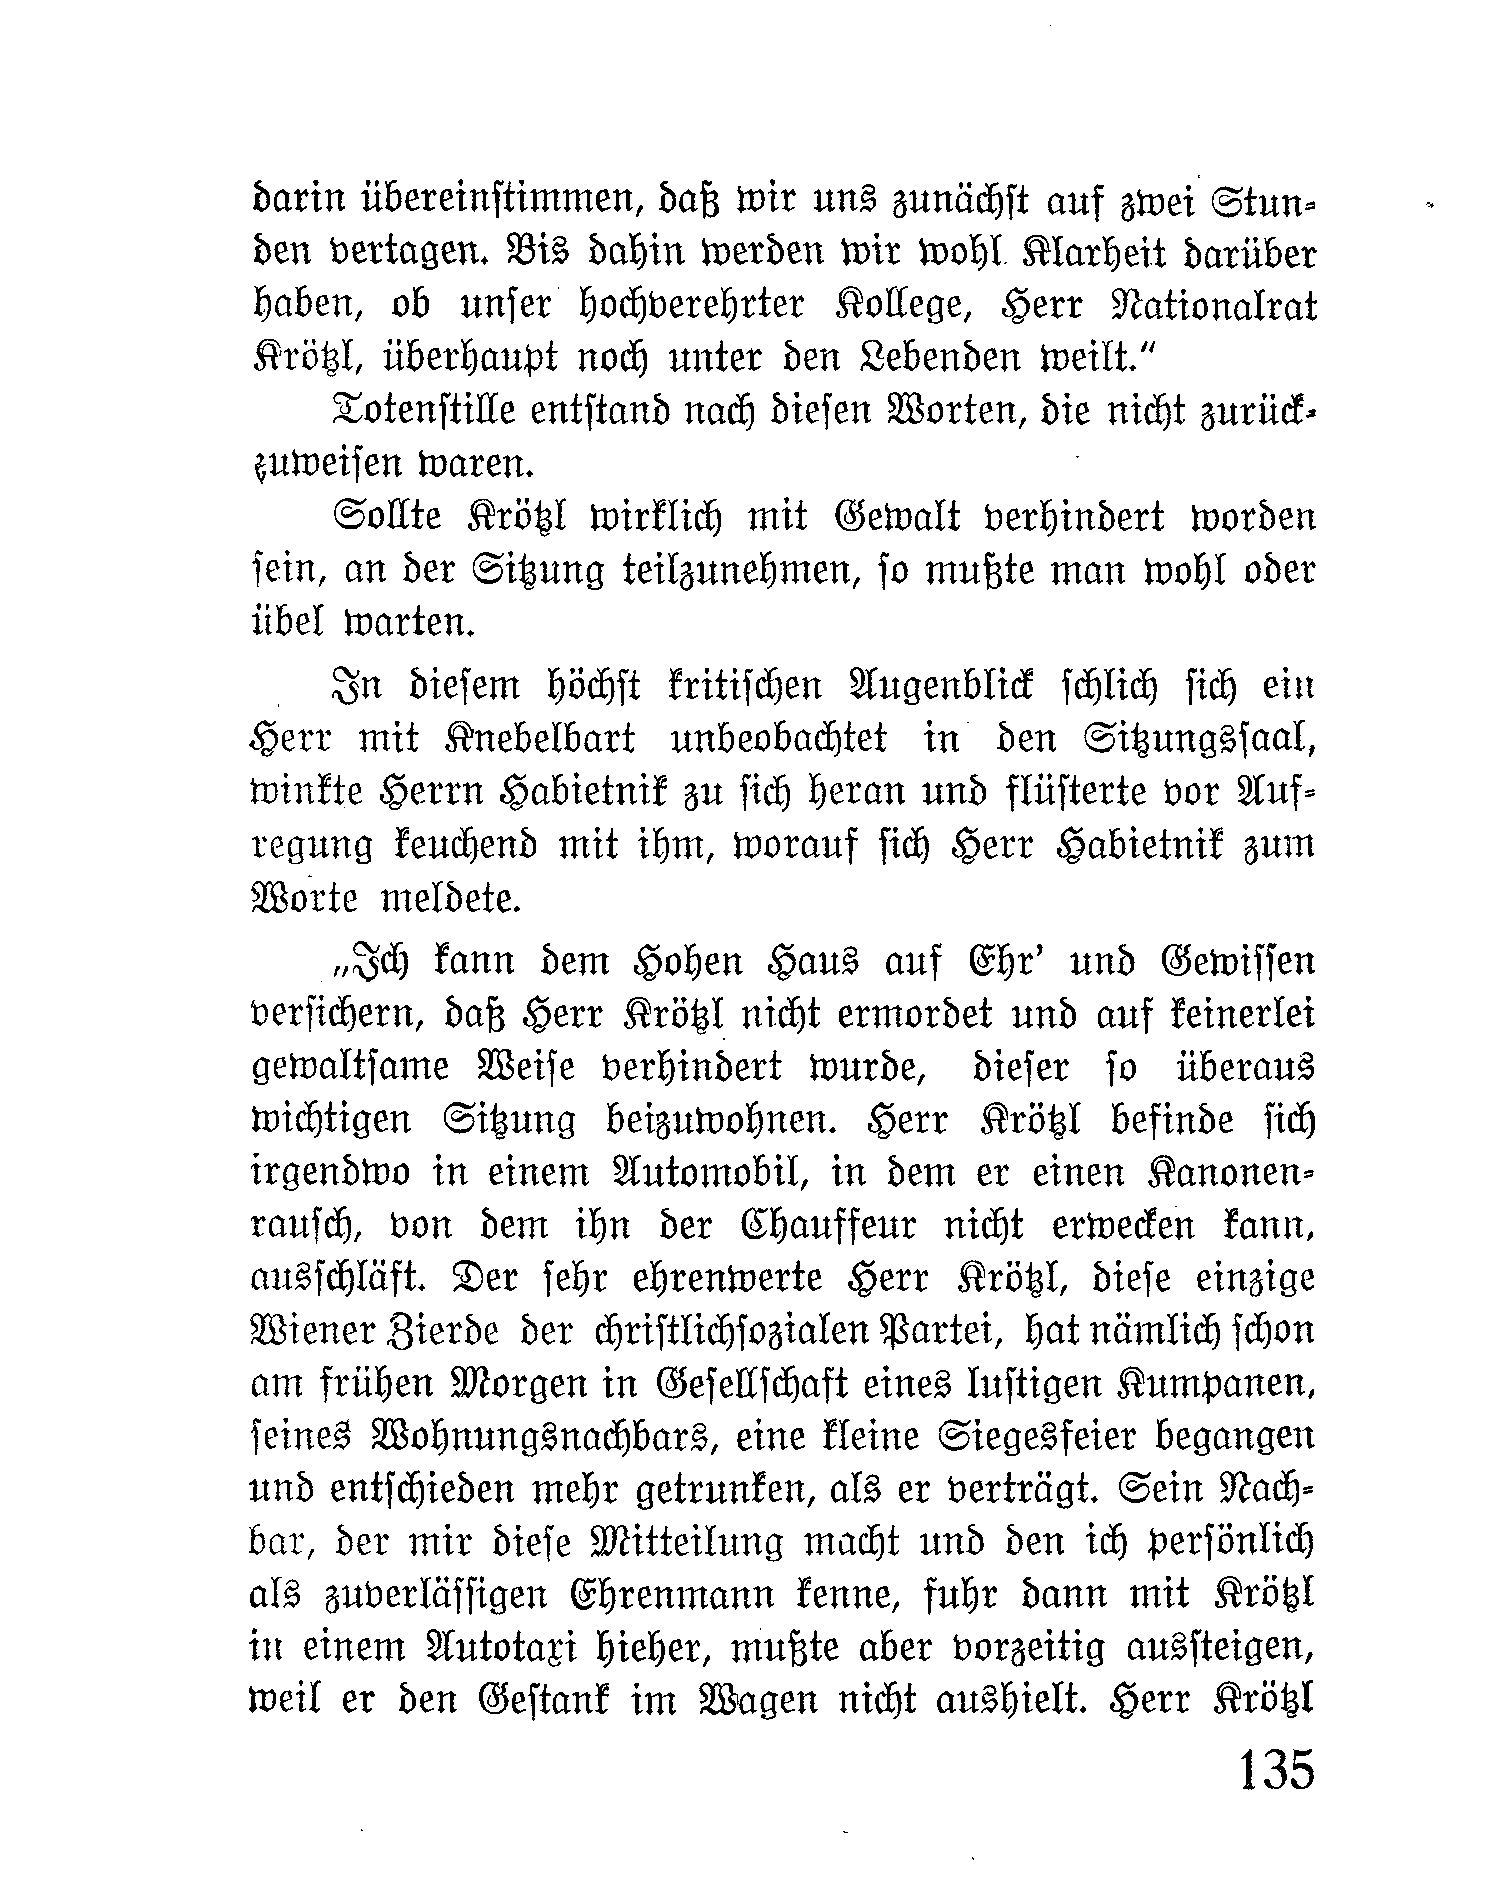 darin übereinſtimmen, daß wir uns zunächſt auf zwei Stun-
den vertagen. Bis dahin werden wir wohl Klarheit darüber
haben, ob unſer hochverehrter Kollege, Herr Nationalrat
Krötzl, überhaupt noch unter den Lebenden weilt.“
Totenſtille entſtand nach dieſen Worten, die nicht zurück-
zuweiſen waren.
Sollte Krötzl wirklich mit Gewalt verhindert worden
ſein, an der Sitzung teilzunehmen, ſo mußte man wohl oder
übel warten.
In dieſem höchſt kritiſchen Augenblick ſchlich ſich ein
Herr mit Knebelbart unbeobachtet in den Sitzungsſaal,
winkte Herrn Habietnik zu ſich heran und flüſterte vor Auf-
regung keuchend mit ihm, worauf ſich Herr Habietnik zum
Worte meldete.
„Ich kann dem Hohen Haus auf Ehr’ und Gewiſſen
verſichern, daß Herr Krötzl nicht ermordet und auf keinerlei
gewaltſame Weiſe verhindert wurde, dieſer ſo überaus
wichtigen Sitzung beizuwohnen. Herr Krötzl befinde ſich
irgendwo in einem Automobil, in dem er einen Kanonen-
rauſch, von dem ihn der Chauffeur nicht erwecken kann,
ausſchläft. Der ſehr ehrenwerte Herr Krötzl, dieſe einzige
Wiener Zierde der chriſtlichſozialen Partei, hat nämlich ſchon
am frühen Morgen in Geſellſchaft eines luſtigen Kumpanen,
ſeines Wohnungsnachbars, eine kleine Siegesfeier begangen
und entſchieden mehr getrunken, als er verträgt. Sein Nach-
bar, der mir dieſe Mitteilung macht und den ich perſönlich
als zuverläſſigen Ehrenmann kenne, fuhr dann mit Krötzl
in einem Autotaxi hieher, mußte aber vorzeitig ausſteigen,
weil er den Geſtank im Wagen nicht aushielt. Herr Krötzl
135